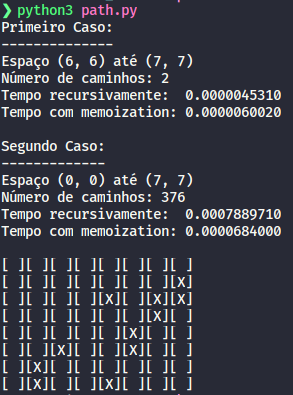 ❯ python3 path.py
Primeiro Caso:
--------------
Espaço (6, 6) até (7, 7)
Número de caminhos: 2
Tempo recursivamente:  0.0000045310
Tempo com memoization: 0.0000060020

Segundo Caso:
-------------
Espaço (0, 0) até (7, 7)
Número de caminhos: 376
Tempo recursivamente:  0.0007889710
Tempo com memoization: 0.0000684000

[ ][ ][ ][ ][ ][ ][ ][ ]
[ ][ ][ ][ ][ ][ ][ ][x]
[ ][ ][ ][ ][x][ ][x][x]
[ ][ ][ ][ ][ ][ ][x][ ]
[ ][ ][ ][ ][ ][x][ ][ ]
[ ][ ][x][ ][ ][x][ ][ ]
[ ][x][ ][ ][ ][ ][ ][ ]
[ ][x][ ][ ][x][ ][x][ ]